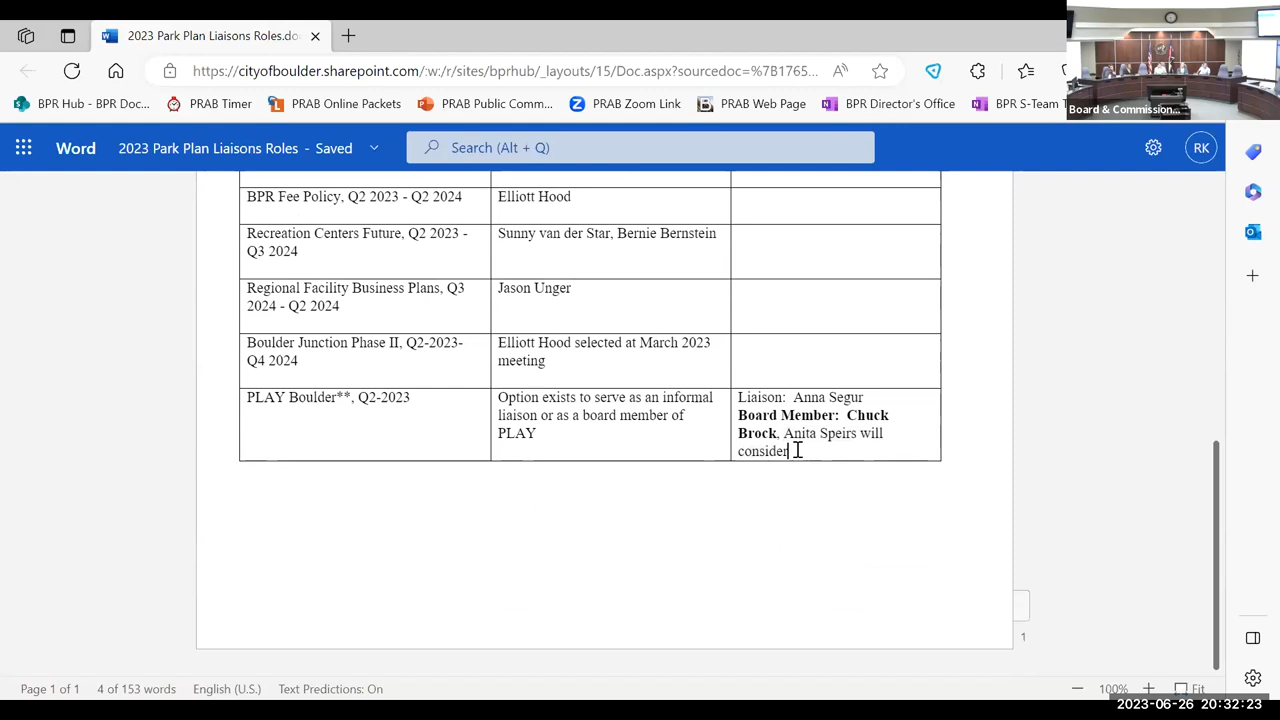 2023 Park Plan Liaisons Roles.do
https://cityofboulder.sharepoint.com/:w:/r/sites/bprhub/_layouts/15/Doc.aspx?sourcedoc=%7B1765...
BPR Hub - BPR Doc...
PRAB Timer
PRAB Online Packets
PRAB Public Comm...
PRAB Zoom Link
PRAB Web Page
BPR Director's Office
BPR S-Team T
Board & Commission...
Word
2023 Park Plan Liaisons Roles - Saved
Search (Alt + Q)
RK
BPR Fee Policy, Q2 2023 - Q2 2024
Elliott Hood
Recreation Centers Future, Q2 2023 -
Q3 2024
Sunny van der Star, Bernie Bernstein
Regional Facility Business Plans, Q3
2024 - Q2 2024
Jason Unger
Boulder Junction Phase II, Q2-2023-
Q4 2024
Elliott Hood selected at March 2023
meeting
PLAY Boulder**, Q2-2023
Option exists to serve as an informal
liaison or as a board member of
PLAY
Liaison: Anna Segur
Board Member: Chuck
Brock, Anita Speirs will
consider
1
Page 1 of 1
4 of 153 words
English (U.S.)
Text Predictions: On
100%
Fit
2023-06-26 20:32:23